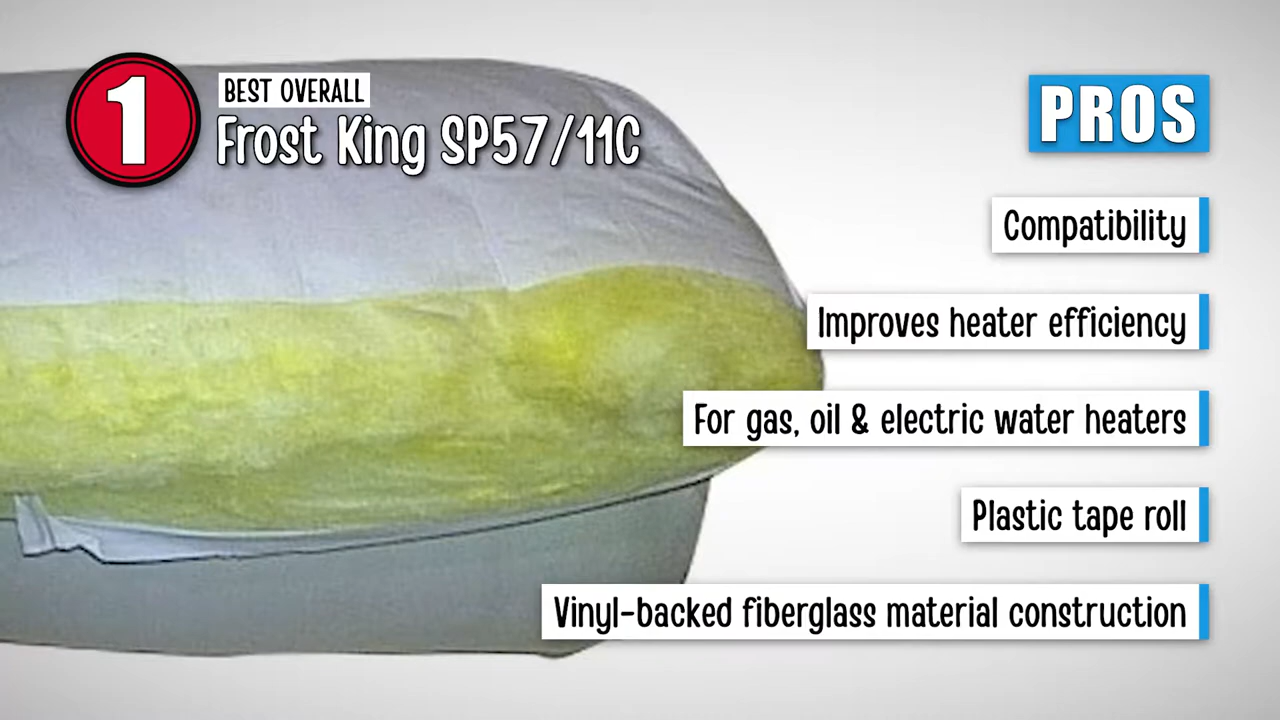 1
BEST OVERALL
Frost King SP57/11C
PROS
Compatibility
Improves heater efficiency
For gas, oil & electric water heaters
Plastic tape roll
Vinyl-backed fiberglass material construction